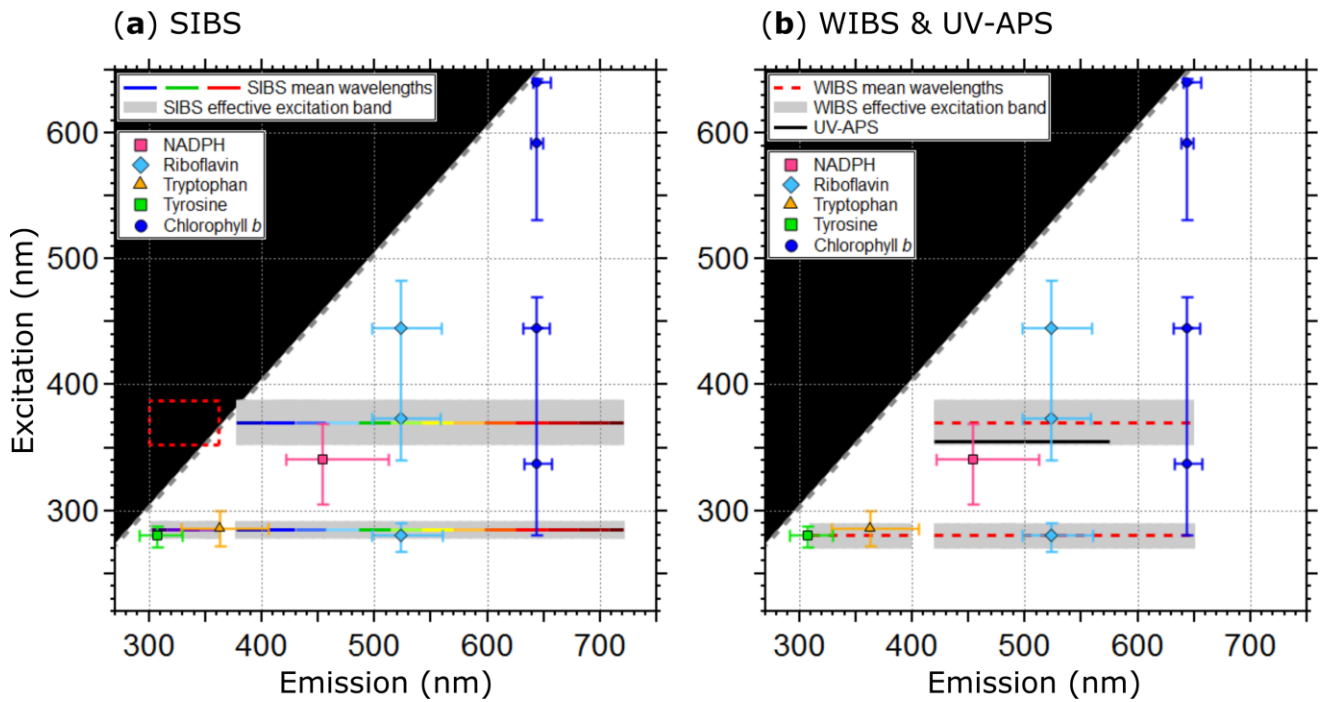 (a) SIBS
SIBS mean wavelengths
SIBS effective excitation band
NADPH
Riboflavin
Tryptophan
Tyrosine
Chlorophyll b
Excitation (nm)
600
500
400
300
300 400 500 600 700
Emission (nm)
(b) WIBS & UV-APS
WIBS mean wavelengths
WIBS effective excitation band
UV-APS
NADPH
Riboflavin
Tryptophan
Tyrosine
Chlorophyll b
600
500
400
300
300 400 500 600 700
Emission (nm)